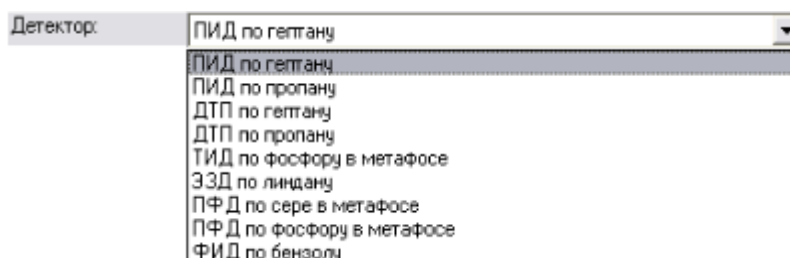 Детектор: ПИД по гептану
ПИД по гептану
ПИД по пропану
ДТП по гептану
ДТП по пропану
ТИД по фосфору в метафосе
ЭЗД по линдану
ПФД по сере в метафосе
ПФД по фосфору в метафосе
ФИД по бензолу